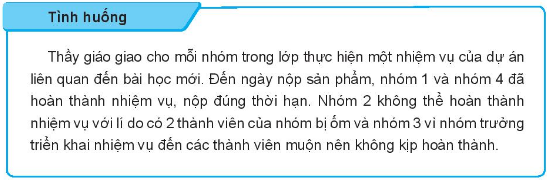 Tình huống
Thầy giáo giao cho mỗi nhóm trong lớp thực hiện một nhiệm vụ của dự án
liên quan đến bài học mới. Đến ngày nộp sản phẩm, nhóm 1 và nhóm 4 đã
hoàn thành nhiệm vụ, nộp đúng thời hạn. Nhóm 2 không thể hoàn thành
nhiệm vụ với lí do có 2 thành viên của nhóm bị ốm và nhóm 3 vì nhóm trưởng
triển khai nhiệm vụ đến các thành viên muộn nên không kịp hoàn thành.